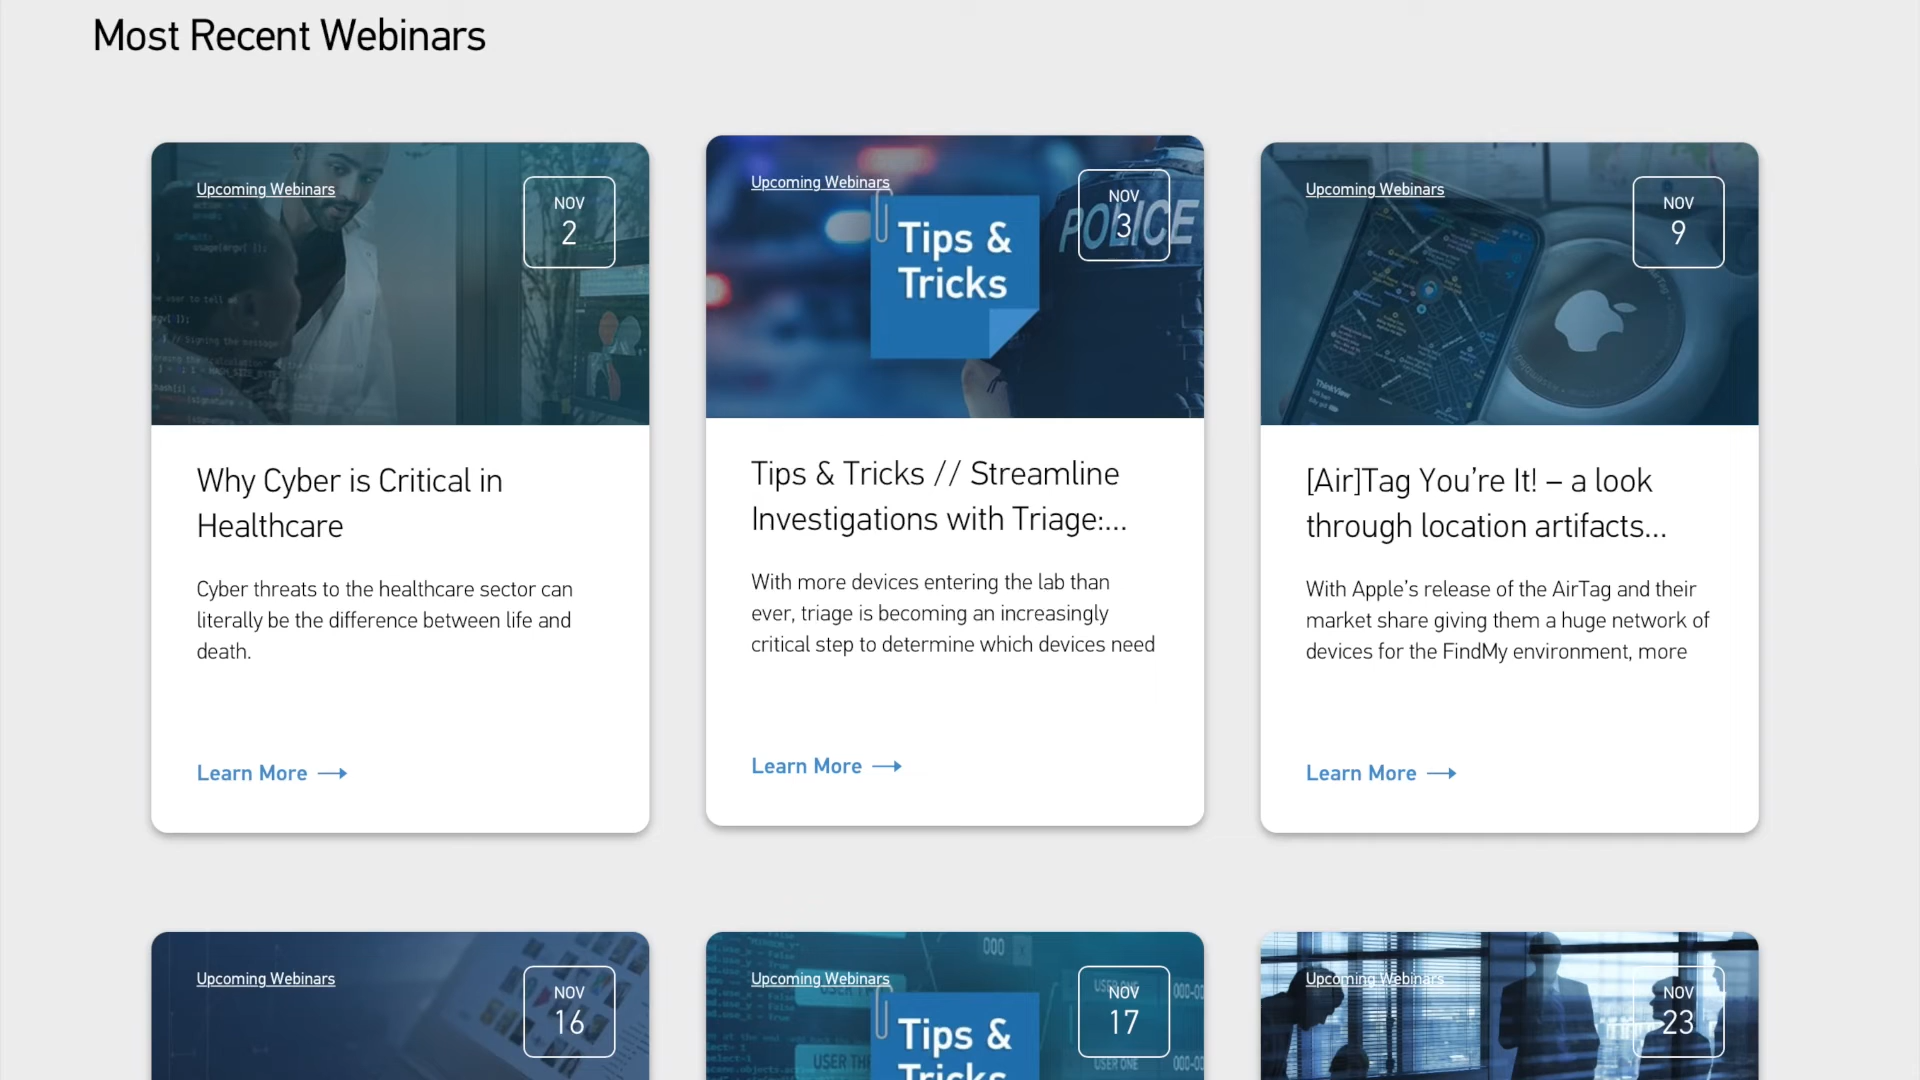 Most Recent Webinars
Upcoming Webinars
NOV
2
Why Cyber is Critical in
Healthcare
Cyber threats to the healthcare sector can
literally be the difference between life and
death.
Learn More
Upcoming Webinars
NOV
3
POLICE
Tips &
Tricks
Tips & Tricks // Streamline
Investigations with Triage:...
With more devices entering the lab than
ever, triage is becoming an increasingly
critical step to determine which devices need
Learn More
Upcoming Webinars
NOV
9
[Air]Tag You’re It! – a look
through location artifacts...
With Apple’s release of the AirTag and their
market share giving them a huge network of
devices for the FindMy environment, more
Learn More
Upcoming Webinars
NOV
16
Upcoming Webinars
NOV
17
Tips &
Tricks
USER ONE
Upcoming Webinars
NOV
23